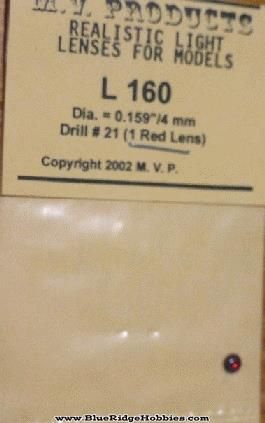 M.V. PRODUCTS
REALISTIC LIGHT
LENSES FOR MODELS
L 160
Dia. = 0.159"/4 mm
Drill # 21 (1 Red Lens)
Copyright 2002 M. V. P.
www.BlueRidgeHobbies.com